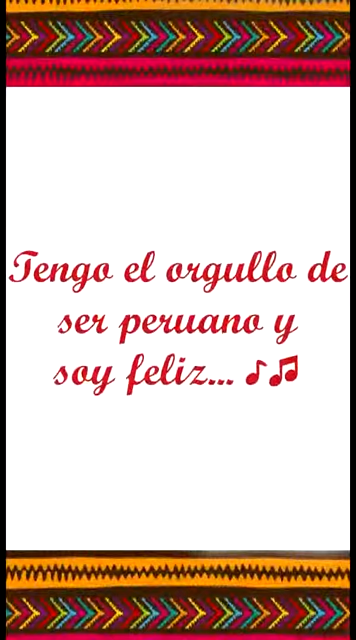 Tengo el orgullo de
ser peruano y
soy feliz... ♪♫